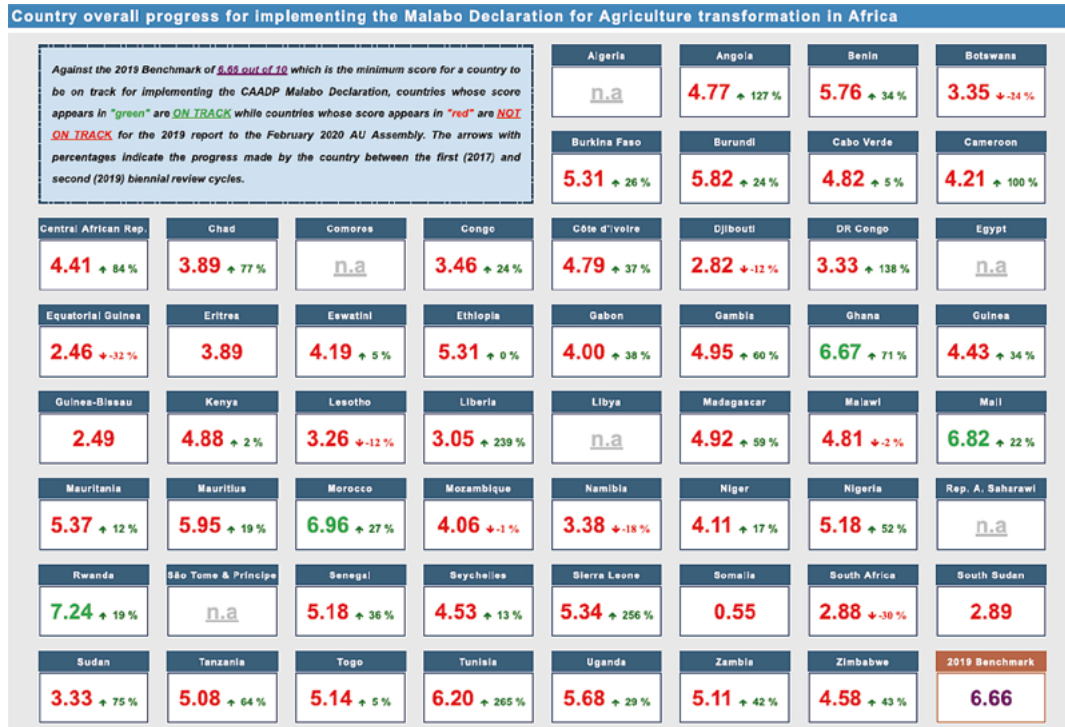 Country overall progress for implementing the Malabo Declaration for Agriculture transformation in Africa
Against the 2019 Benchmark of 6.66 out of 10 which is the minimum score for a country to
be on track for implementing the CAADP Malabo Declaration, countries whose score
appears in "green" are ON TRACK while countries whose score appears in "red" are NOT
ON TRACK for the 2019 report to the February 2020 AU Assembly. The arrows with
percentages indicate the progress made by the country between the first (2017) and
second (2019) biennial review cycles.
Algeria Angola Benin Botswana
n.a 4.77 ↑ 127 % 5.76 ↑ 34 % 3.35 ↓ -24 %
Burkina Faso Burundi Cabo Verde Cameroon
5.31 ↑ 26 % 5.82 ↑ 24 % 4.82 ↑ 5 % 4.21 ↑ 100 %
Central African Rep. Chad Comoros Congo Côte d'Ivoire Djibouti DR Congo Egypt
4.41 ↑ 84 % 3.89 ↑ 77 % n.a 3.46 ↑ 24 % 4.79 ↑ 37 % 2.82 ↓ -12 % 3.33 ↑ 138 % n.a
Equatorial Guinea Eritrea Eswatini Ethiopia Gabon Gambia Ghana Guinea
2.46 ↓ -32 % 3.89 4.19 ↑ 5 % 5.31 ↑ 0 % 4.00 ↑ 38 % 4.95 ↑ 60 % 6.67 ↑ 71 % 4.43 ↑ 34 %
Guinea-Bissau Kenya Lesotho Liberia Libya Madagascar Malawi Mali
2.49 4.88 ↑ 2 % 3.26 ↓ -12 % 3.05 ↑ 239 % n.a 4.92 ↑ 59 % 4.81 ↓ -2 % 6.82 ↑ 22 %
Mauritania Mauritius Morocco Mozambique Namibia Niger Nigeria Rep. A. Saharawi
5.37 ↑ 12 % 5.95 ↑ 19 % 6.96 ↑ 27 % 4.06 ↓ -1 % 3.38 ↓ -18 % 4.11 ↑ 17 % 5.18 ↑ 52 % n.a
Rwanda São Tome & Principe Senegal Seychelles Sierra Leone Somalia South Africa South Sudan
7.24 ↑ 19 % n.a 5.18 ↑ 36 % 4.53 ↑ 13 % 5.34 ↑ 256 % 0.55 2.88 ↓ -30 % 2.89
Sudan Tanzania Togo Tunisia Uganda Zambia Zimbabwe 2019 Benchmark
3.33 ↑ 75 % 5.08 ↑ 64 % 5.14 ↑ 5 % 6.20 ↑ 265 % 5.68 ↑ 29 % 5.11 ↑ 42 % 4.58 ↑ 43 % 6.66